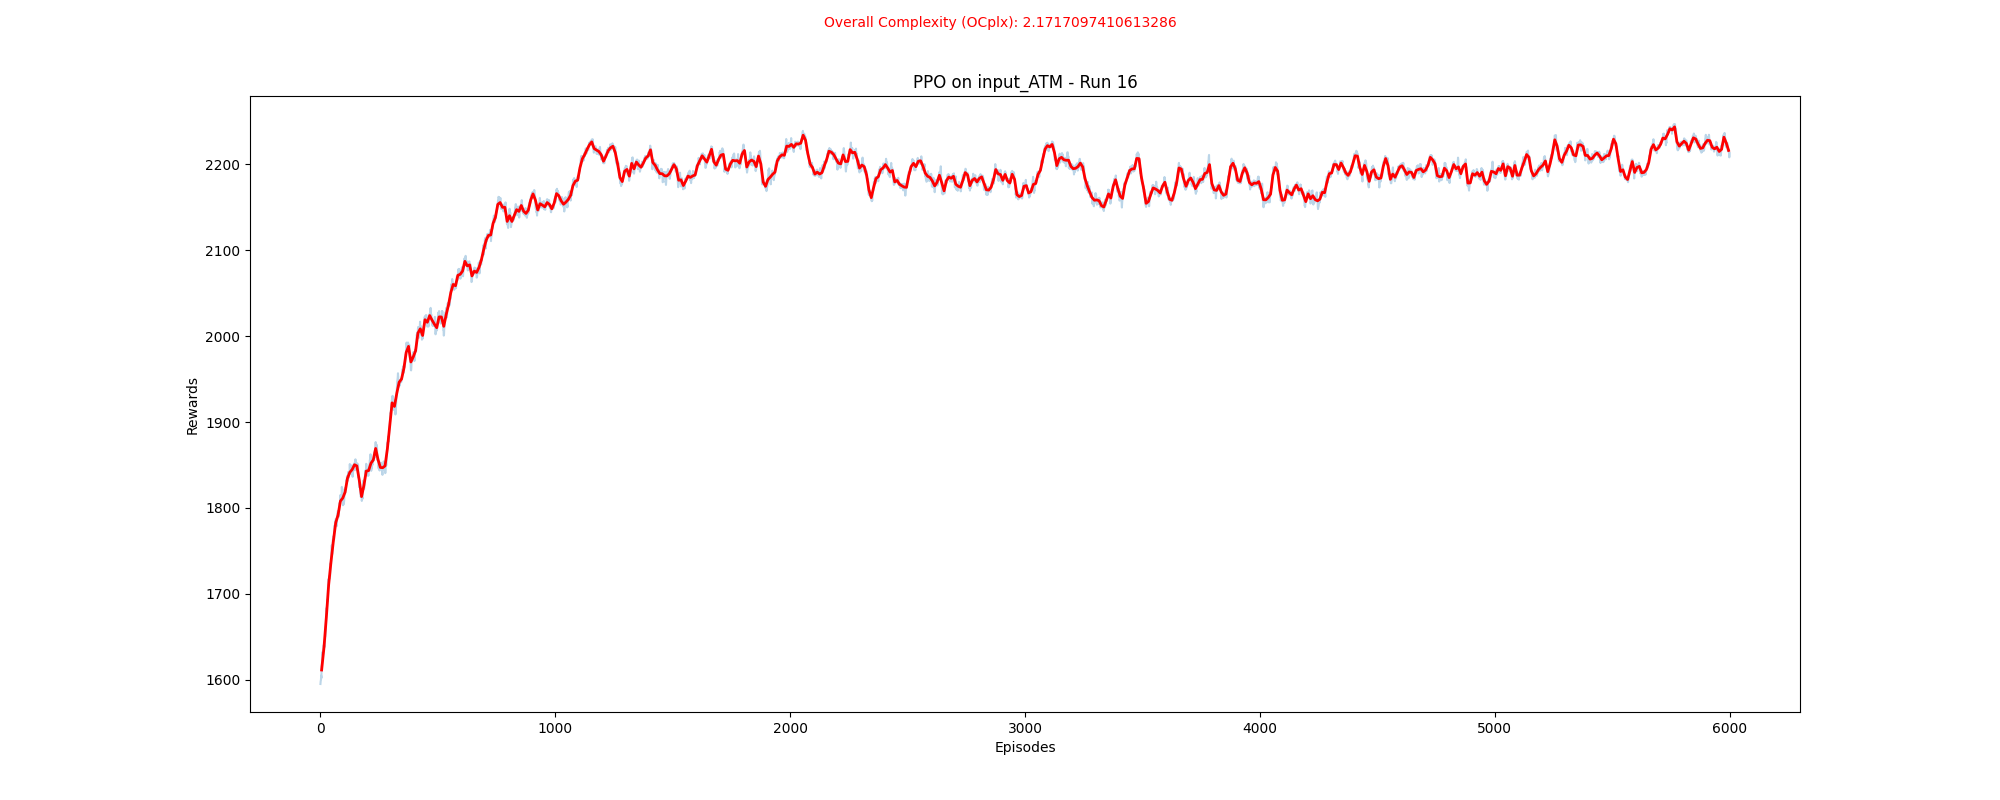 Overall Complexity (OCplx): 2.1717097410613286
PPO on input_ATM - Run 16
2200
2100
2000
1900
1800
1700
1600
Rewards
0 1000 2000 3000 4000 5000 6000
Episodes